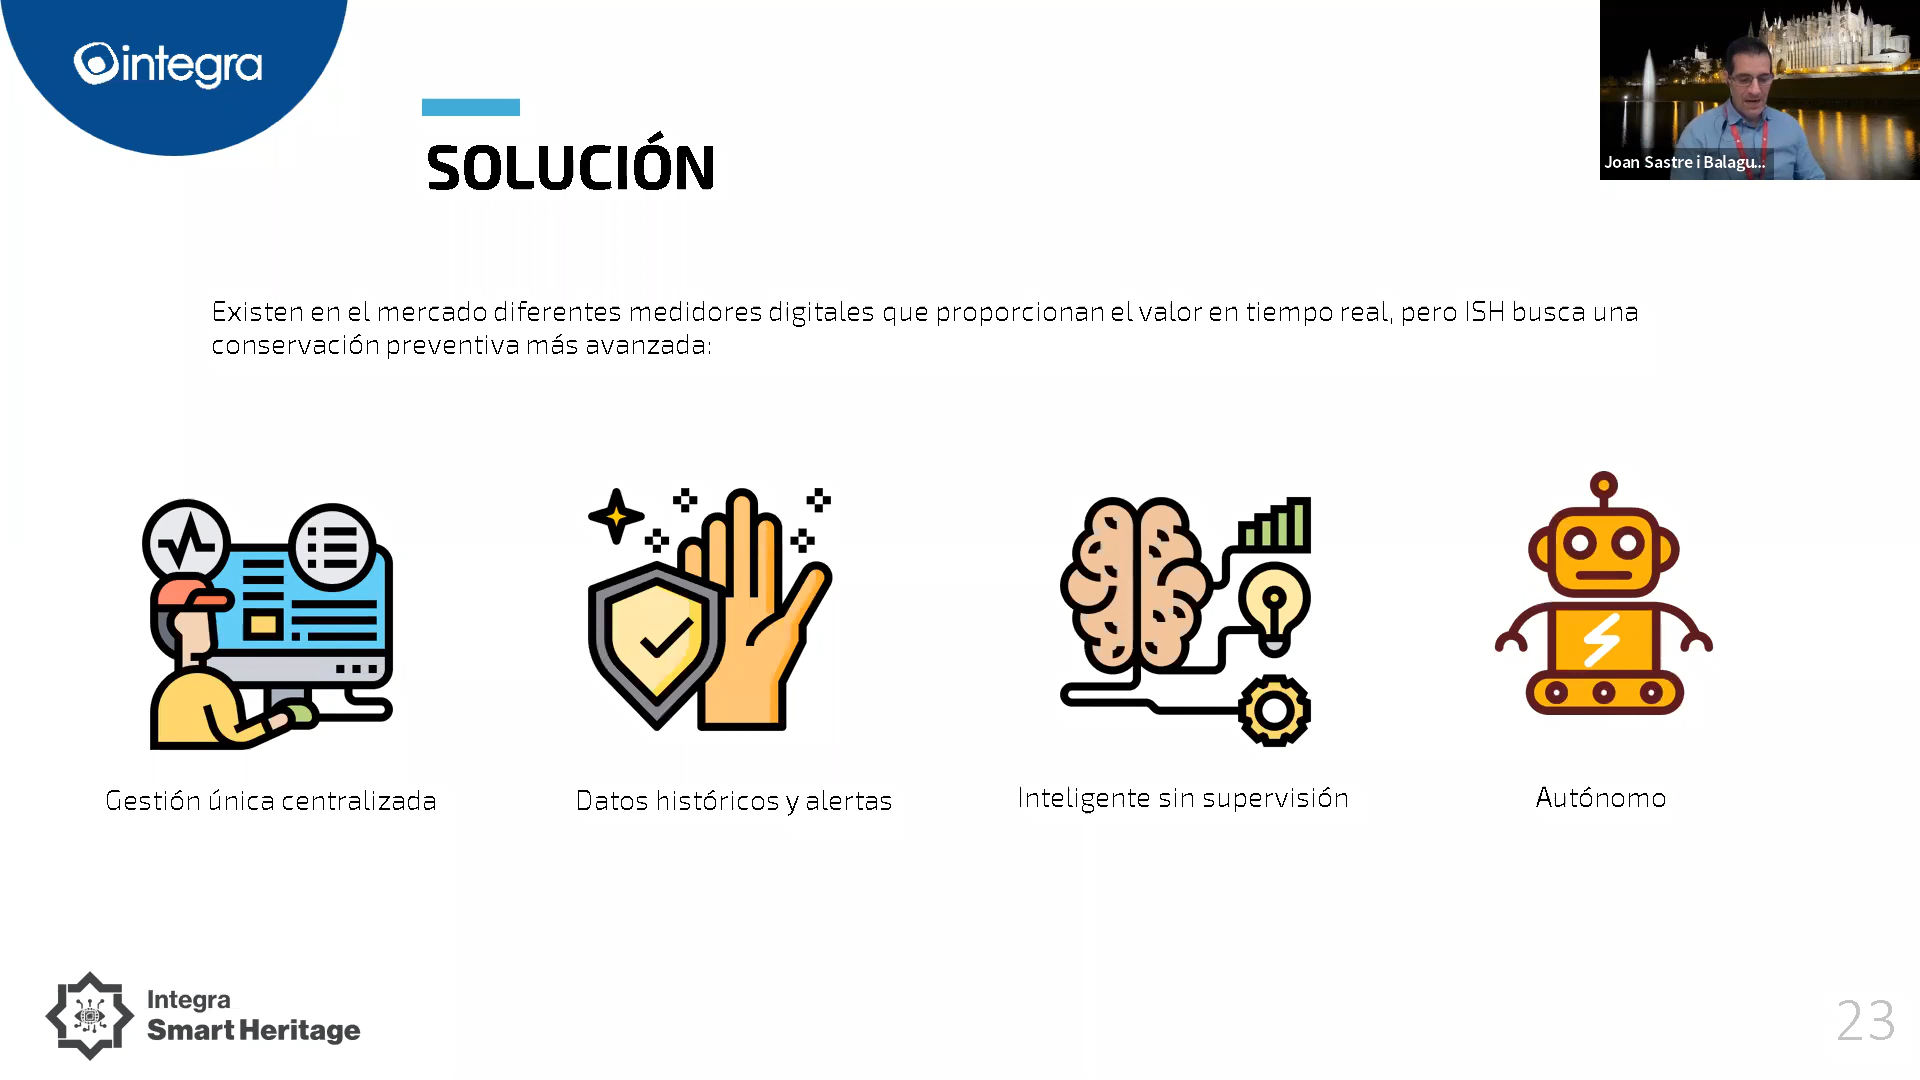 integra
Joan Sastre i Balagu...
SOLUCIÓN
Existen en el mercado diferentes medidores digitales que proporcionan el valor en tiempo real, pero ISH busca una
conservación preventiva más avanzada:
Gestión única centralizada
Datos históricos y alertas
Inteligente sin supervisión
Autónomo
Integra
Smart Heritage
23